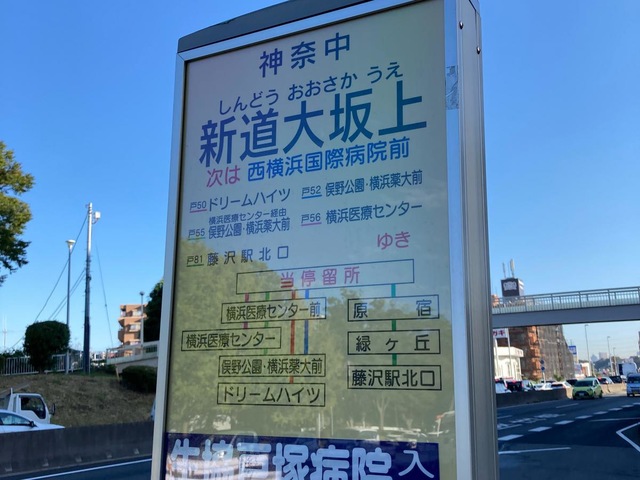 神奈中
しんどう おおさか うえ
新道大坂上
次は 西横浜国際病院前
戸50 ドリームハイツ
戸52 俣野公園・横浜薬大前
横浜医療センター経由
戸55 俣野公園・横浜薬大前
戸56 横浜医療センター
戸81 藤沢駅北口
ゆき
当停留所
横浜医療センター前
原宿
横浜医療センター
緑ヶ丘
俣野公園・横浜薬大前
藤沢駅北口
ドリームハイツ
戸塚病院入